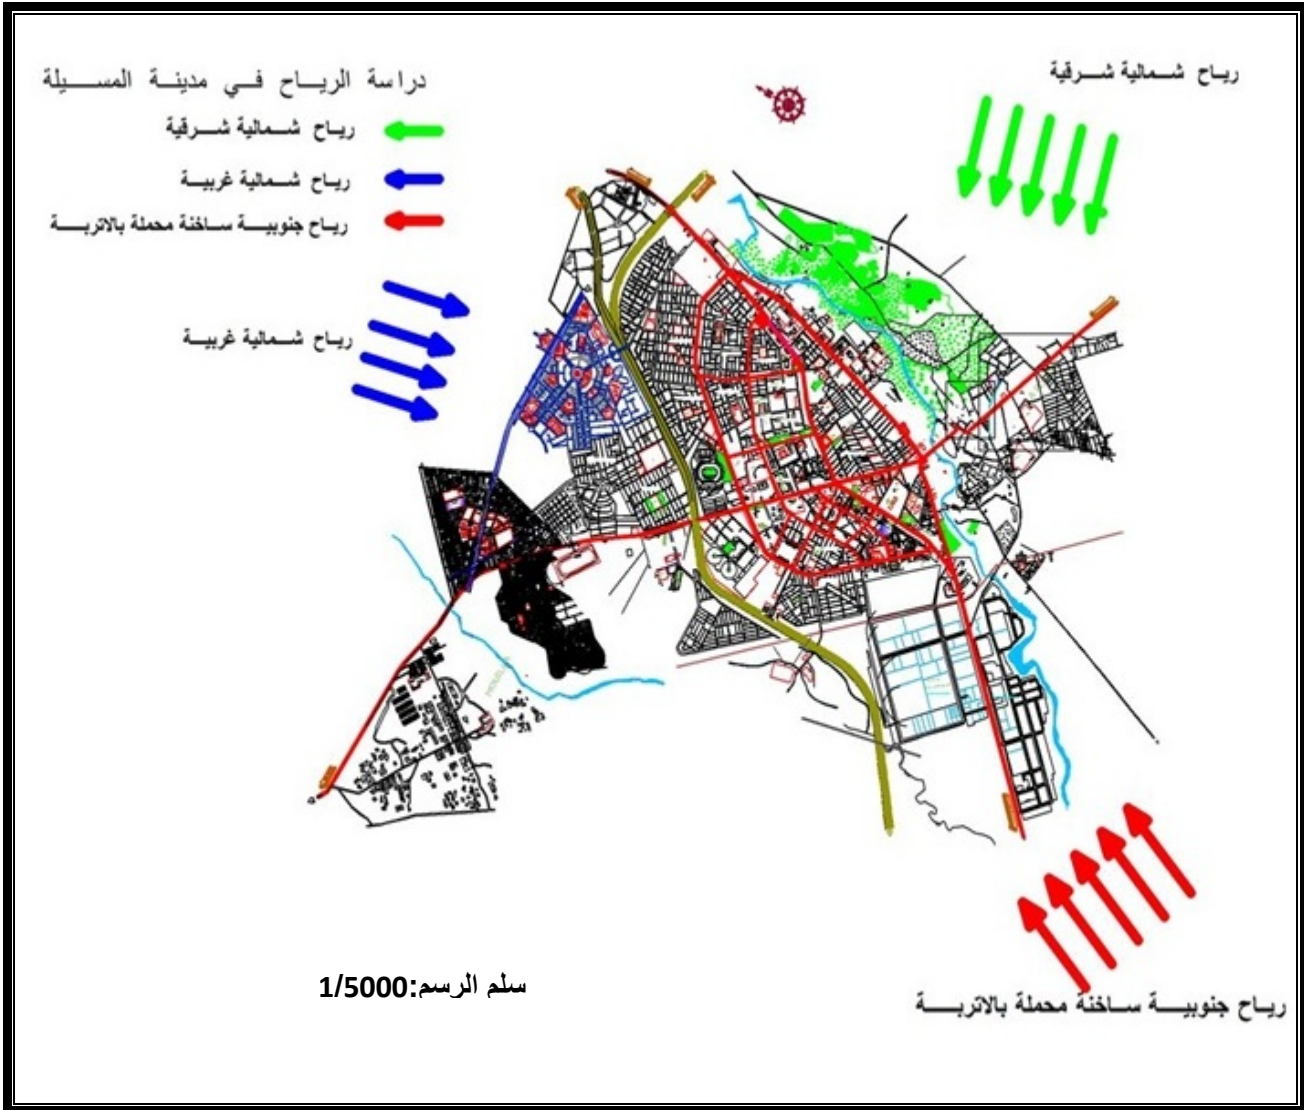 دراسة الرياح في مدينة المسيلة
رياح شمالية شرقية
رياح شمالية غربية
رياح جنوبية ساخنة محملة بالاتربة
رياح شمالية شرقية
رياح شمالية غربية
سلم الرسم:1/5000
رياح جنوبية ساخنة محملة بالاتربة